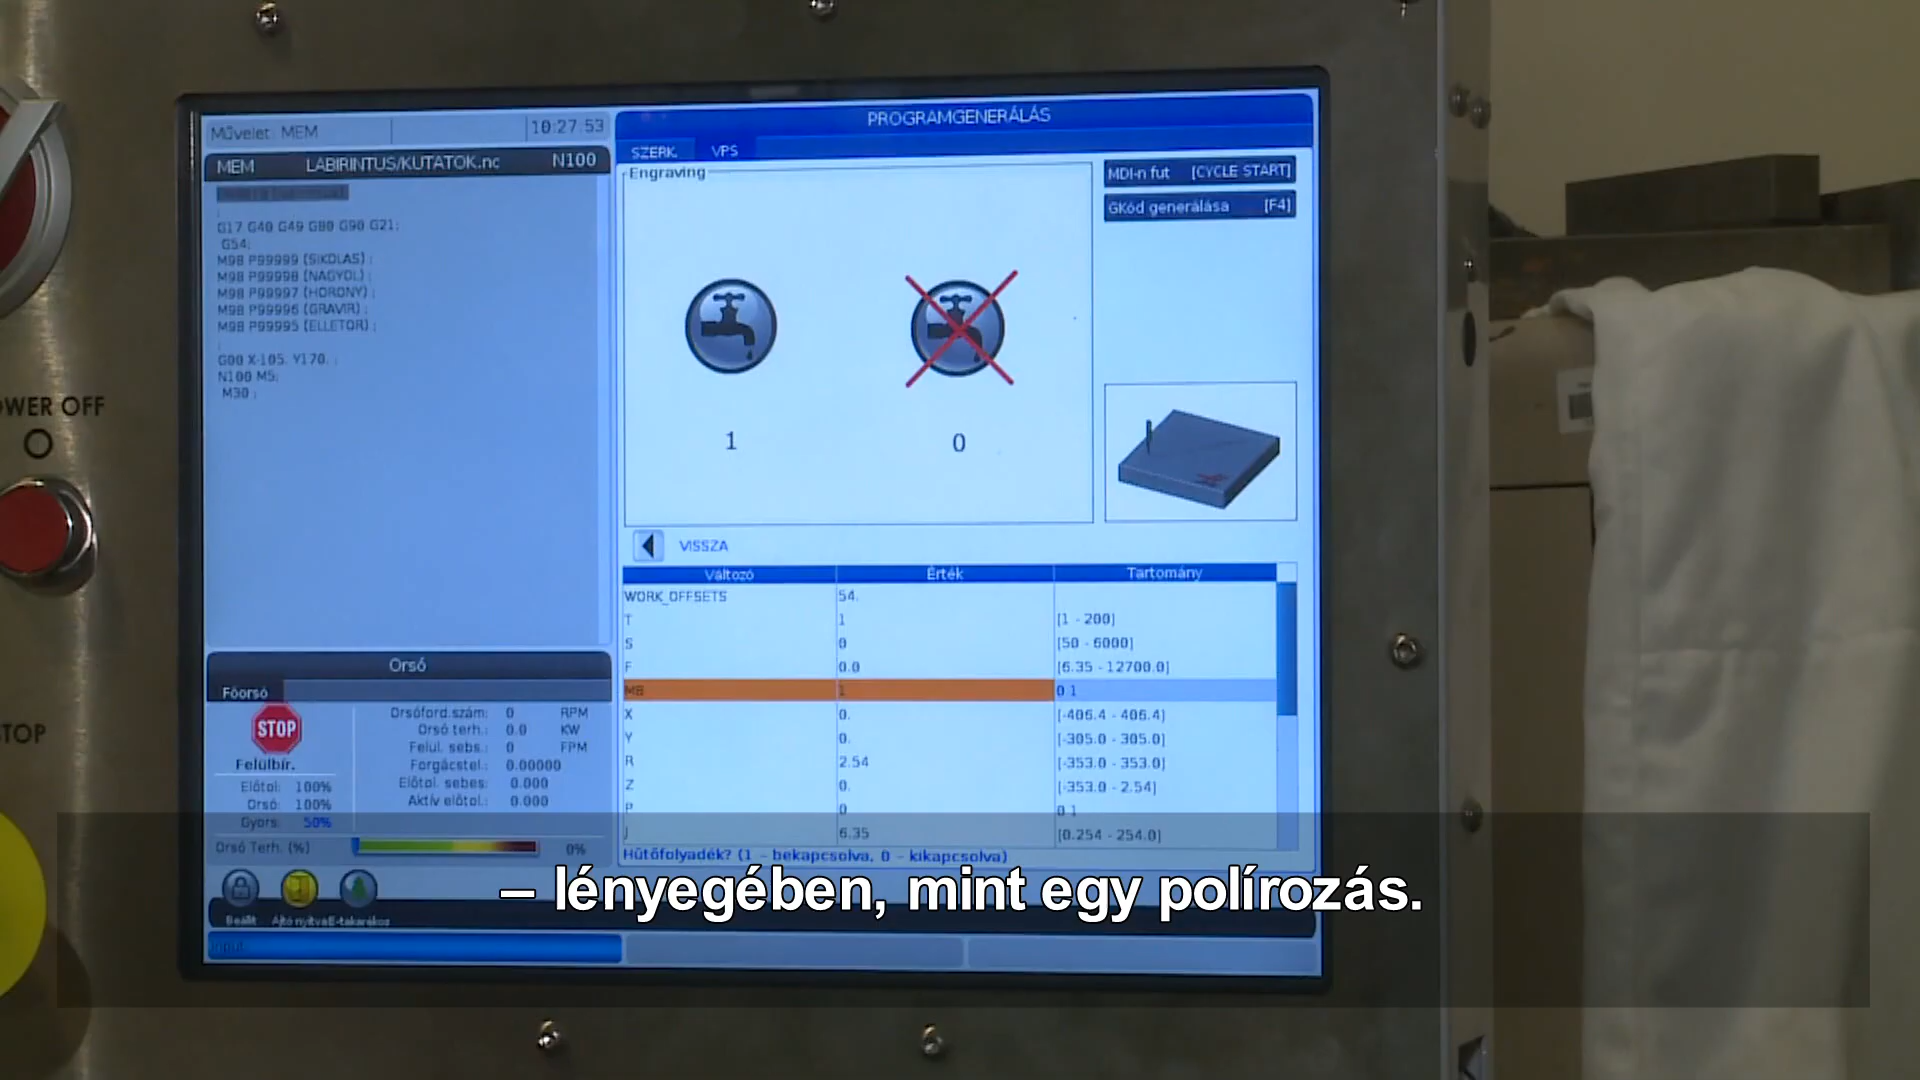 Művelet: MEM
10:27:53
MEM LABIRINTUS/KUTATOK.nc N100
G17 G40 G49 G80 G90 G21;
G54;
M98 P99999 (SIKOLAS) ;
M98 P99998 (NAGYOL) ;
M98 P99997 (HORONY) ;
M98 P99996 (GRAVIR) ;
M98 P99995 (ELLETOR) ;
;
G00 X-105. Y170. ;
N100 M5;
M30 ;
PROGRAMGENERÁLÁS
SZERK. VPS
Engraving
MDI-n fut [CYCLE START]
GKód generálása [F4]
1 0
VISSZA
Változó Érték Tartomány
WORK_OFFSETS 54.
T 1 [1 - 200]
S 0 [50 - 6000]
F 0.0 [6.35 - 12700.0]
M8 1 0 1
X 0. [-406.4 - 406.4]
Y 0. [-305.0 - 305.0]
R 2.54 [-353.0 - 353.0]
Z 0. [-353.0 - 2.54]
P 0 0 1
J 6.35 [0.254 - 254.0]
Hűtőfolyadék? (1 - bekapcsolva, 0 - kikapcsolva)
Orsó
Főorsó
STOP
Felülbír.
Előtol: 100%
Orsó: 100%
Gyors: 50%
Orsóford.szám: 0 RPM
Orsó terh.: 0.0 KW
Felul. sebs.: 0 FPM
Forgácstel.: 0.00000
Előtol. sebes: 0.000
Aktív előtol.: 0.000
Orsó Terh. (%) 0%
Beállít Ajtó nyitva E-takarékos
Input:
OWER OFF
TOP
– lényegében, mint egy polírozás.